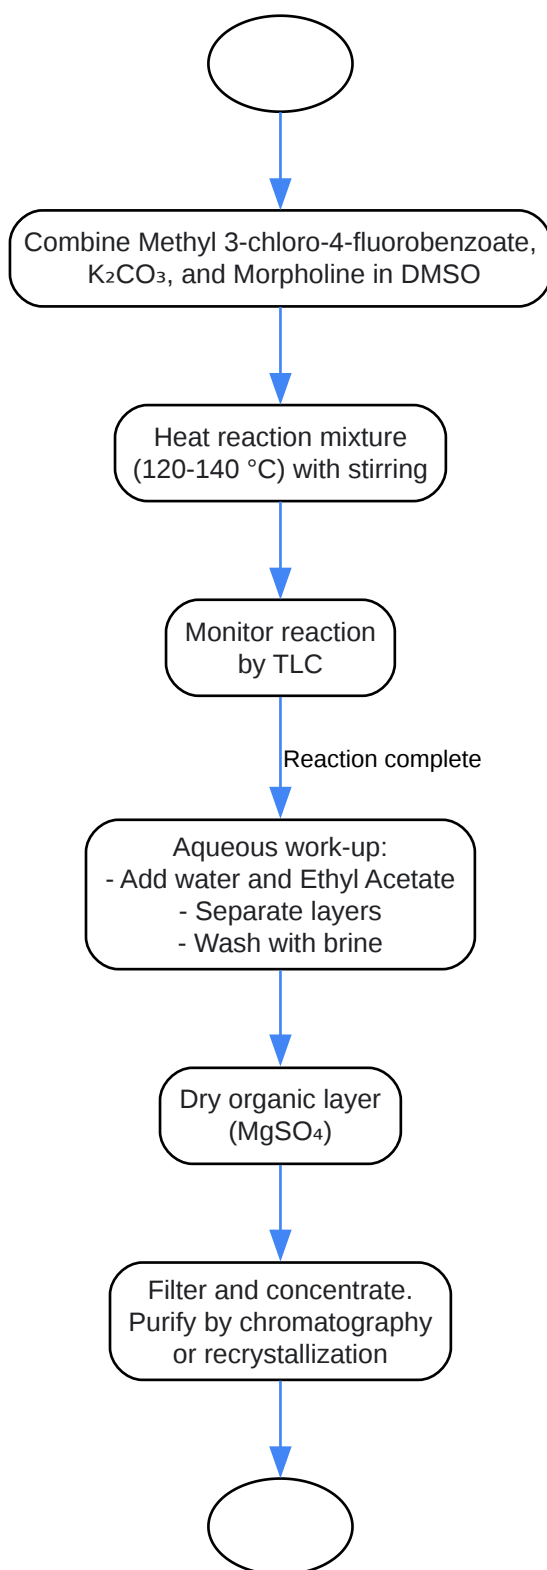 Combine Methyl 3-chloro-4-fluorobenzoate,
K₂CO₃, and Morpholine in DMSO
Heat reaction mixture
(120-140 °C) with stirring
Monitor reaction
by TLC
Reaction complete
Aqueous work-up:
- Add water and Ethyl Acetate
- Separate layers
- Wash with brine
Dry organic layer
(MgSO₄)
Filter and concentrate.
Purify by chromatography
or recrystallization